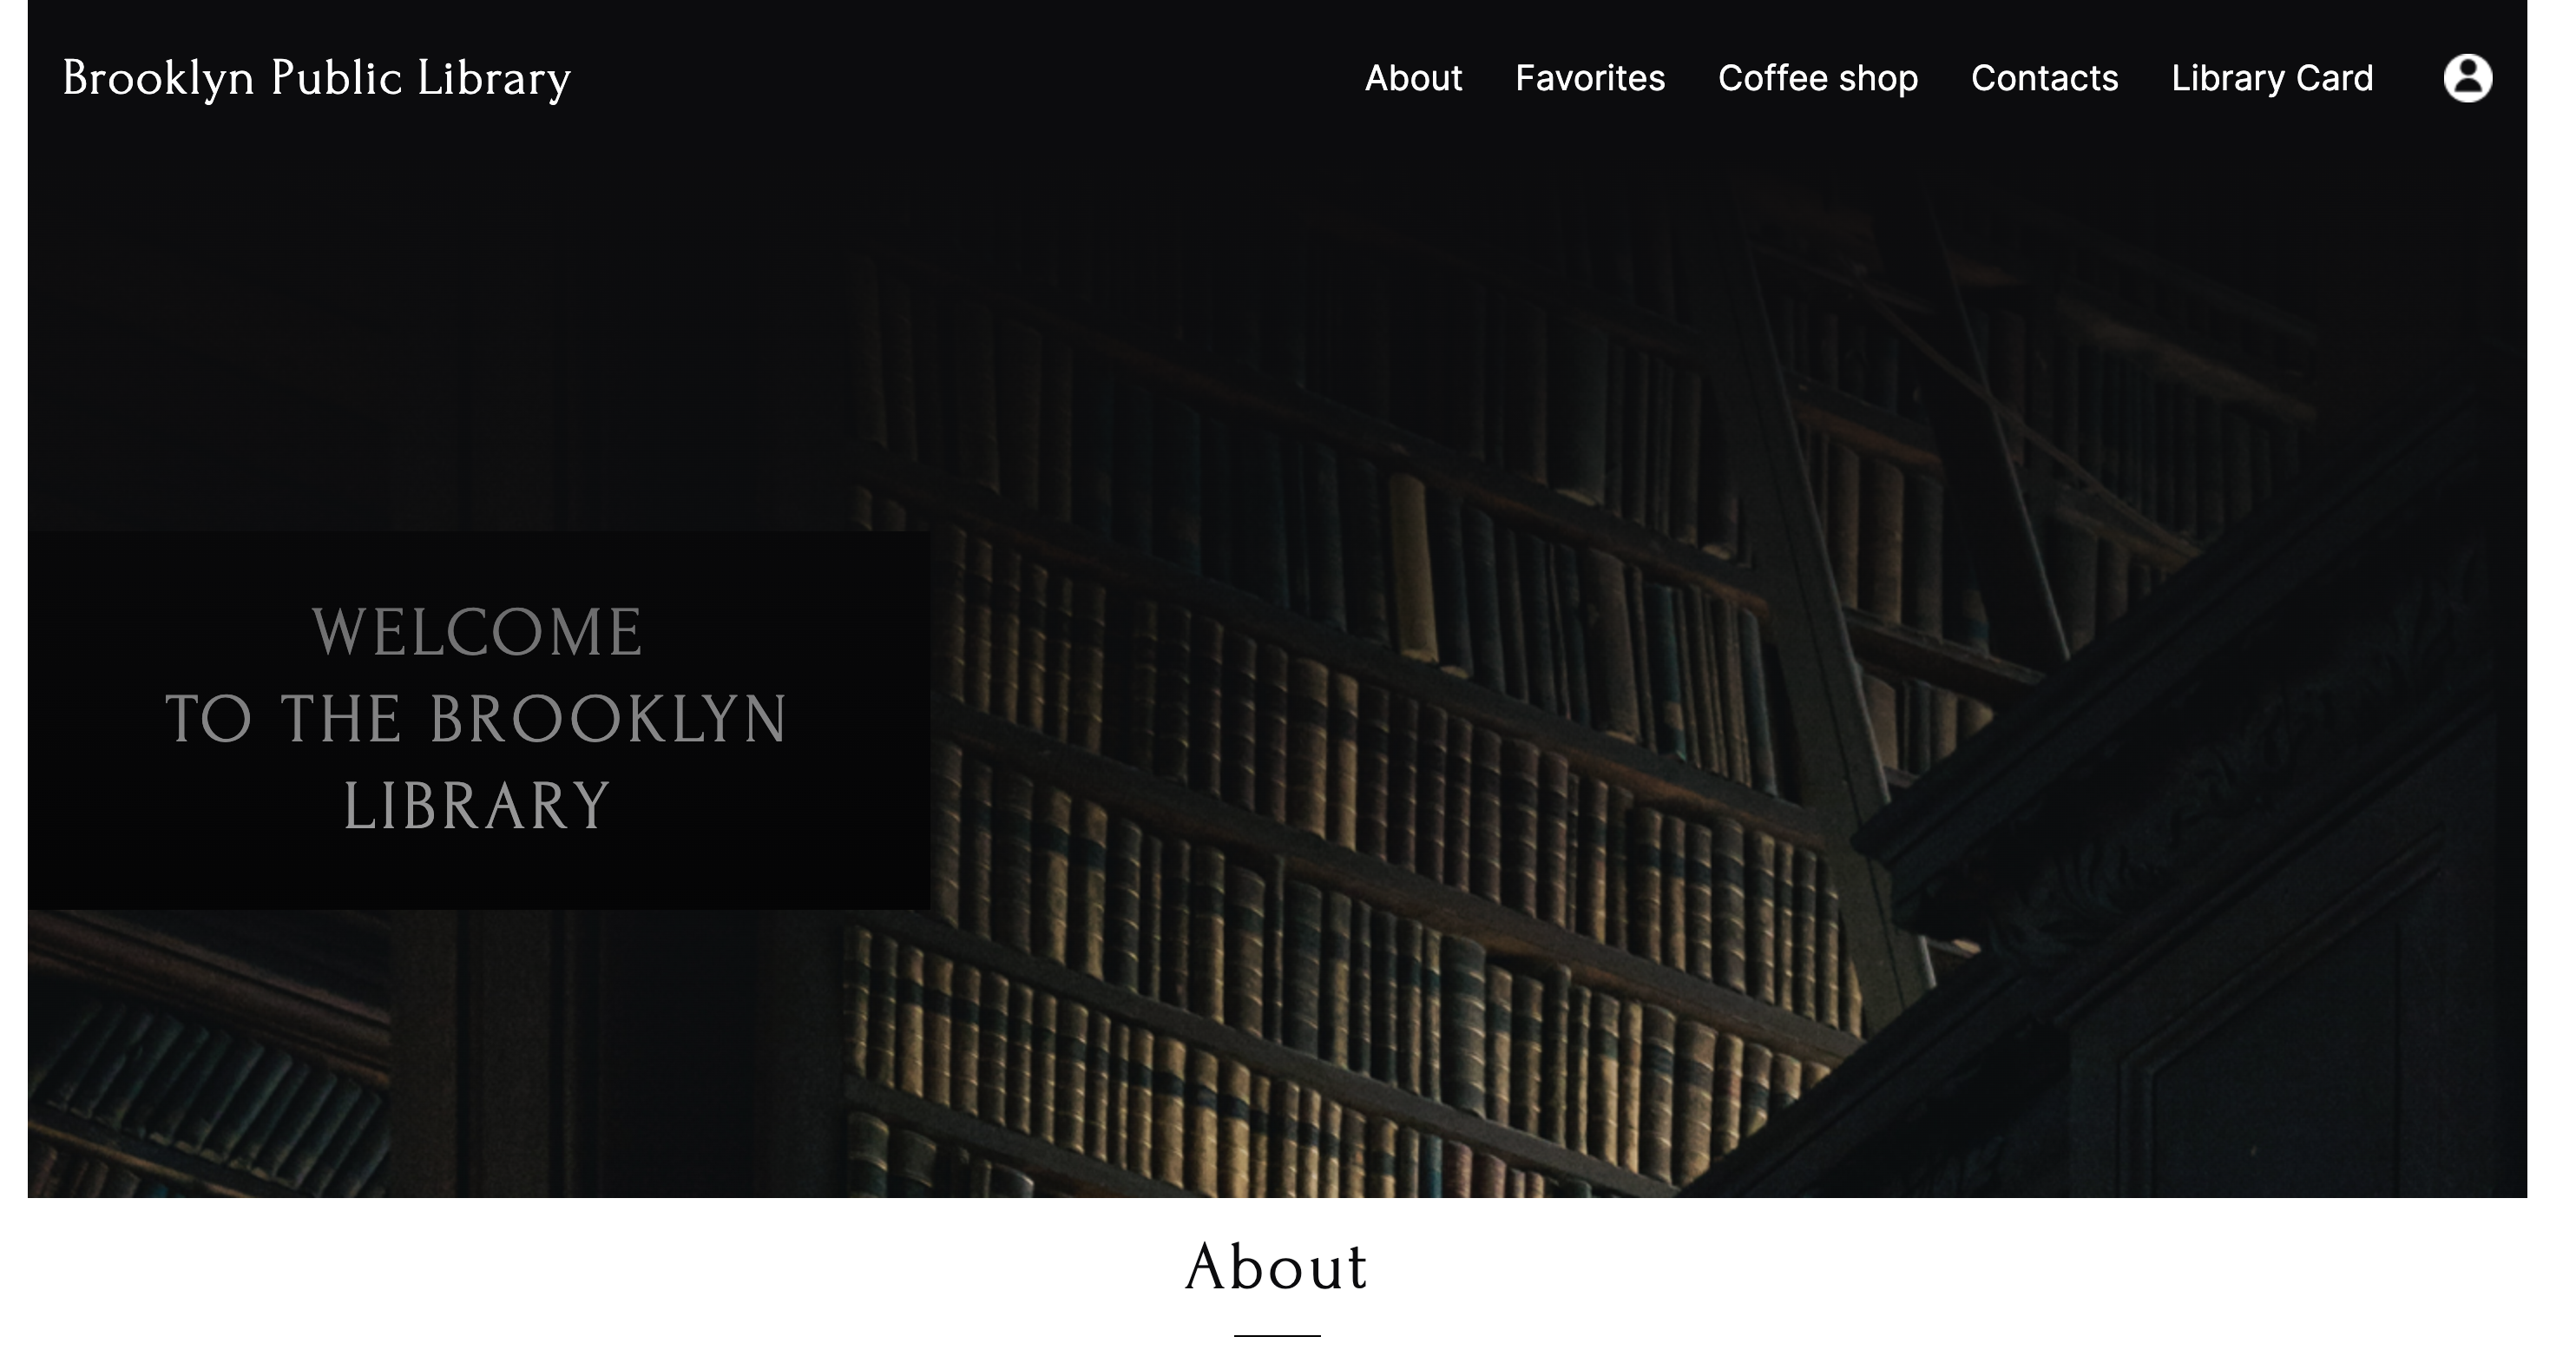 Brooklyn Public Library
About Favorites Coffee shop Contacts Library Card
WELCOME
TO THE BROOKLYN
LIBRARY
About